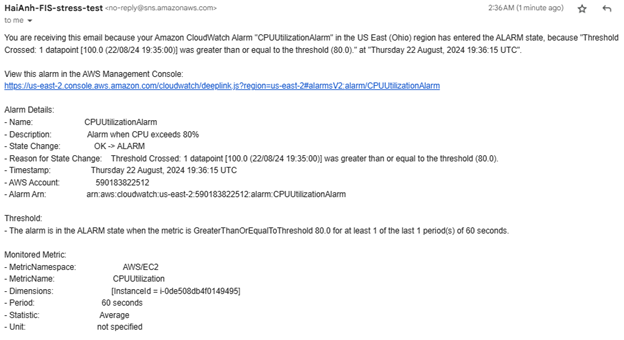 HaiAnh-FIS-stress-test <no-reply@sns.amazonaws.com>
2:36 AM (1 minute ago)
to me
You are receiving this email because your Amazon CloudWatch Alarm "CPUUtilizationAlarm" in the US East (Ohio) region has entered the ALARM state, because "Threshold
Crossed: 1 datapoint [100.0 (22/08/24 19:35:00)] was greater than or equal to the threshold (80.0)." at "Thursday 22 August, 2024 19:36:15 UTC".
View this alarm in the AWS Management Console:
https://us-east-2.console.aws.amazon.com/cloudwatch/deeplink.js?region=us-east-2#alarmsV2:alarm/CPUUtilizationAlarm
Alarm Details:
- Name: CPUUtilizationAlarm
- Description: Alarm when CPU exceeds 80%
- State Change: OK -> ALARM
- Reason for State Change: Threshold Crossed: 1 datapoint [100.0 (22/08/24 19:35:00)] was greater than or equal to the threshold (80.0).
- Timestamp: Thursday 22 August, 2024 19:36:15 UTC
- AWS Account: 590183822512
- Alarm Arn: arn:aws:cloudwatch:us-east-2:590183822512:alarm:CPUUtilizationAlarm
Threshold:
- The alarm is in the ALARM state when the metric is GreaterThanOrEqualToThreshold 80.0 for at least 1 of the last 1 period(s) of 60 seconds.
Monitored Metric:
- MetricNamespace: AWS/EC2
- MetricName: CPUUtilization
- Dimensions: [InstanceId = i-0de508db4f0149495]
- Period: 60 seconds
- Statistic: Average
- Unit: not specified